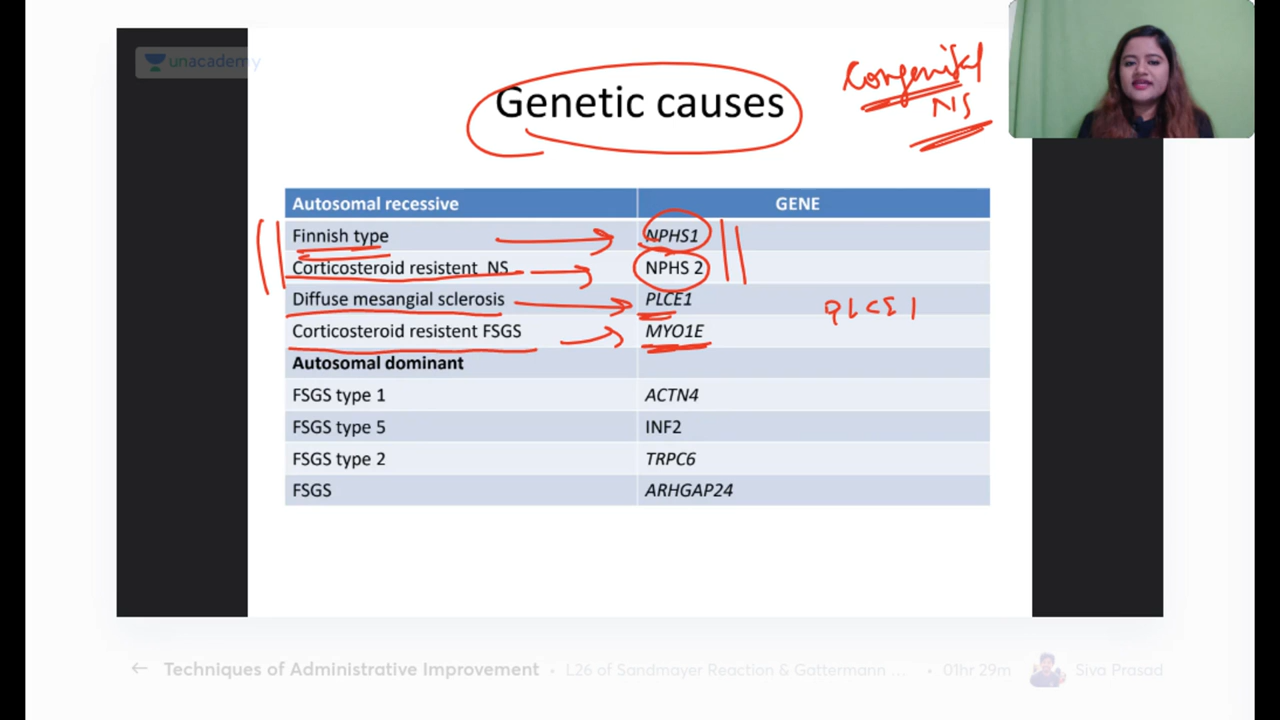 unacademy
Genetic causes
Congenital
NS
Autosomal recessive GENE
Finnish type NPHS1
Corticosteroid resistent NS NPHS 2
Diffuse mesangial sclerosis PLCE1
PLCE1
Corticosteroid resistent FSGS MYO1E
Autosomal dominant
FSGS type 1 ACTN4
FSGS type 5 INF2
FSGS type 2 TRPC6
FSGS ARHGAP24
← Techniques of Administrative Improvement • L26 of Sandmayer Reaction & Gattermann ... • 01hr 29m Siva Prasad